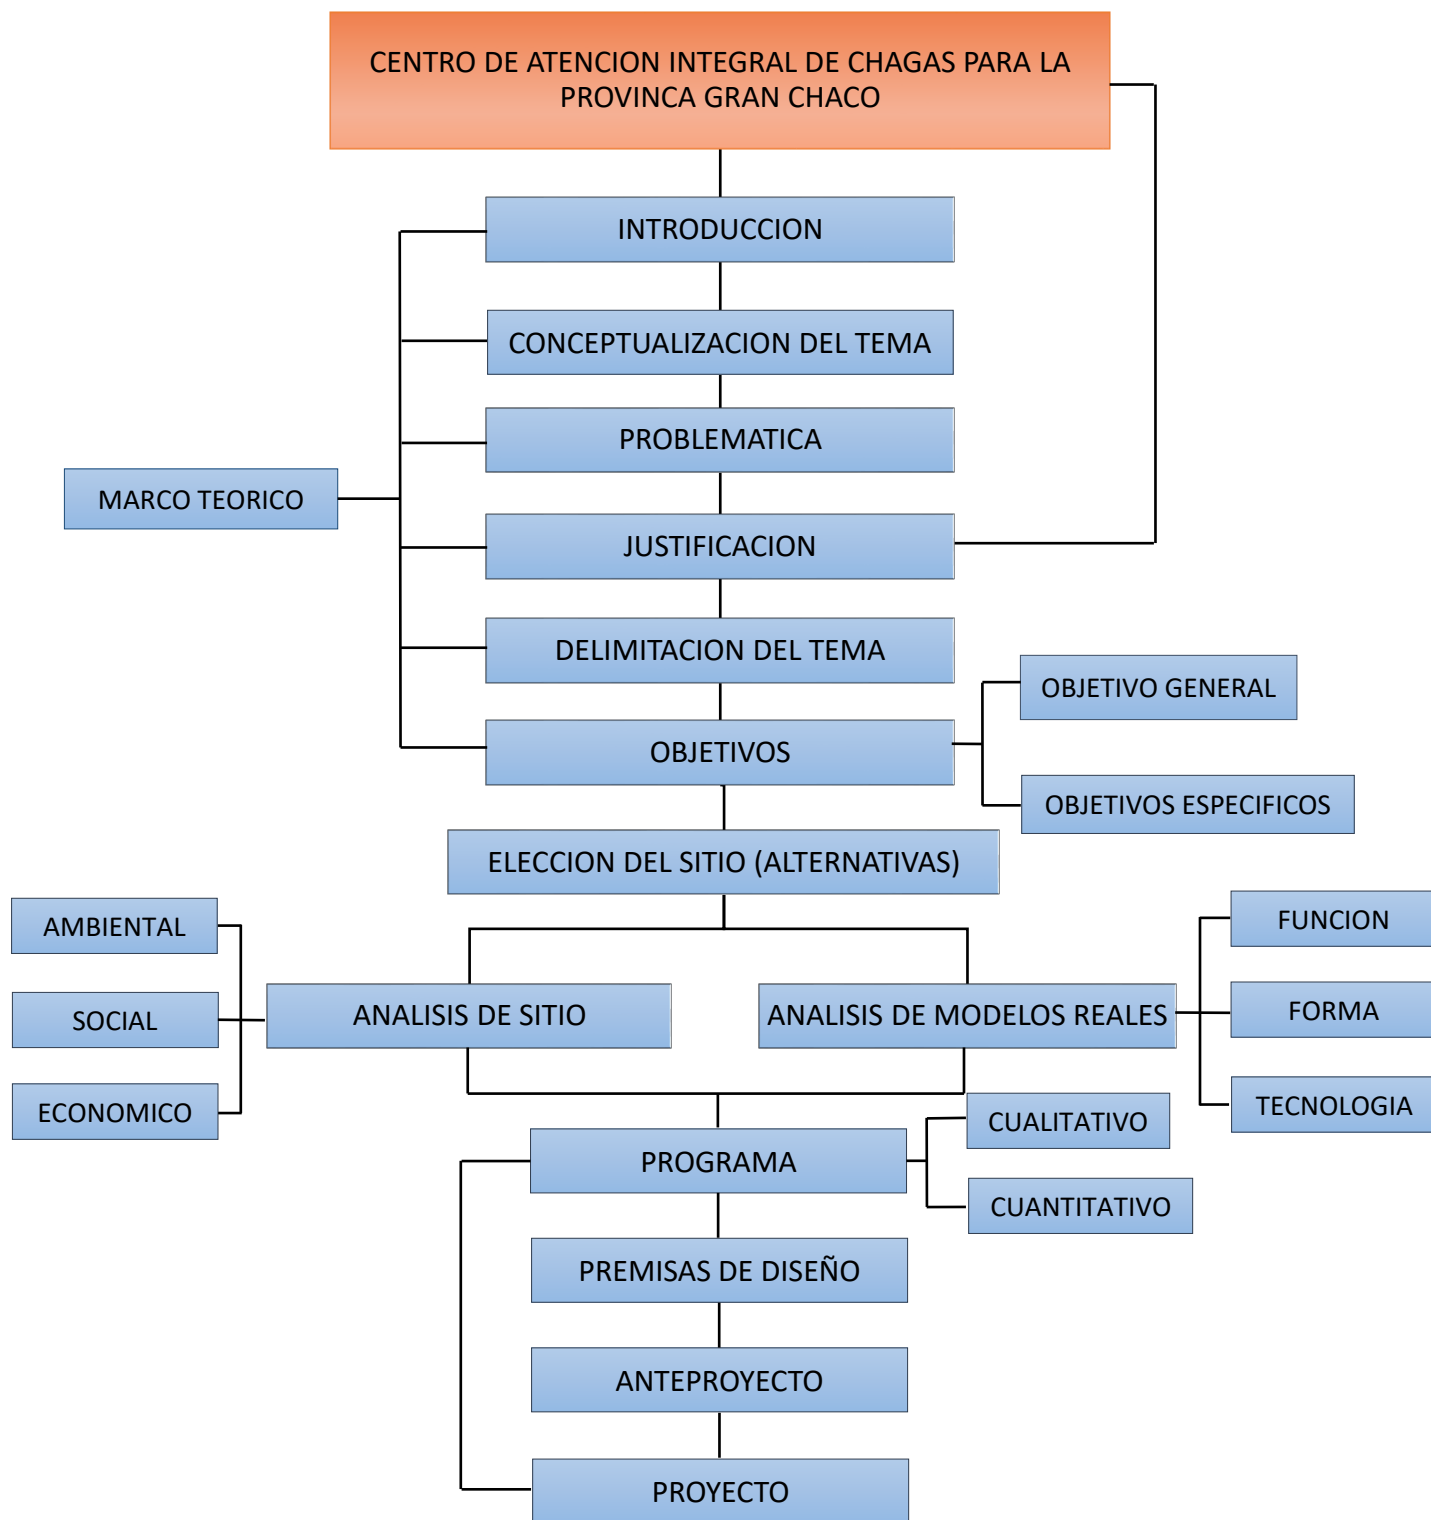 CENTRO DE ATENCION INTEGRAL DE CHAGAS PARA LA
PROVINCA GRAN CHACO
INTRODUCCION
CONCEPTUALIZACION DEL TEMA
PROBLEMATICA
MARCO TEORICO
JUSTIFICACION
DELIMITACION DEL TEMA
OBJETIVO GENERAL
OBJETIVOS
OBJETIVOS ESPECIFICOS
ELECCION DEL SITIO (ALTERNATIVAS)
AMBIENTAL
FUNCION
SOCIAL
ANALISIS DE SITIO
ANALISIS DE MODELOS REALES
FORMA
ECONOMICO
TECNOLOGIA
CUALITATIVO
PROGRAMA
CUANTITATIVO
PREMISAS DE DISEÑO
ANTEPROYECTO
PROYECTO